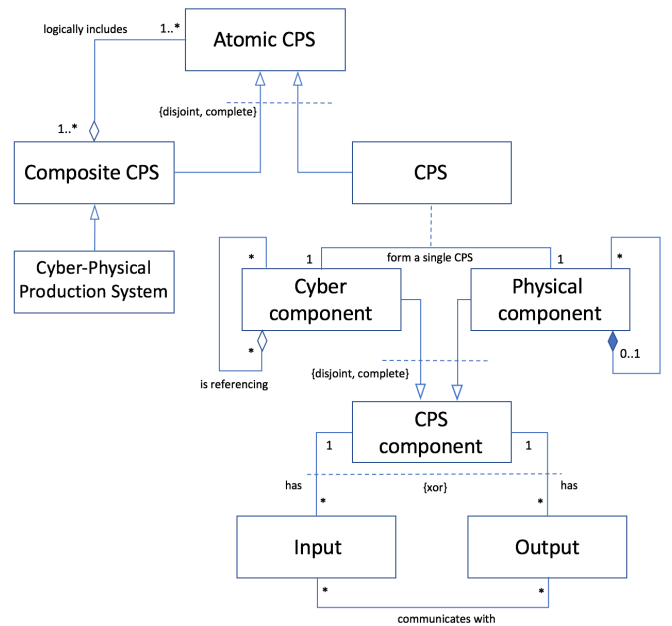 logically includes
1..*
Atomic CPS
{disjoint, complete}
1..*
Composite CPS
CPS
Cyber-Physical
Production System
*
1
form a single CPS
1
*
Cyber
component
Physical
component
*
0..1
is referencing
{disjoint, complete}
CPS
component
1
1
has
{xor}
has
*
*
Input
Output
*
*
communicates with